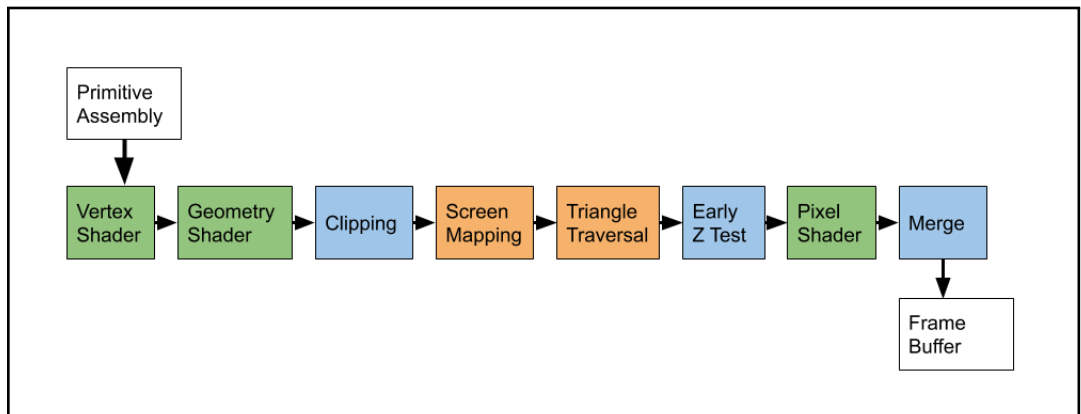 Primitive
Assembly
Vertex
Shader
Geometry
Shader
Clipping
Screen
Mapping
Triangle
Traversal
Early
Z Test
Pixel
Shader
Merge
Frame
Buffer